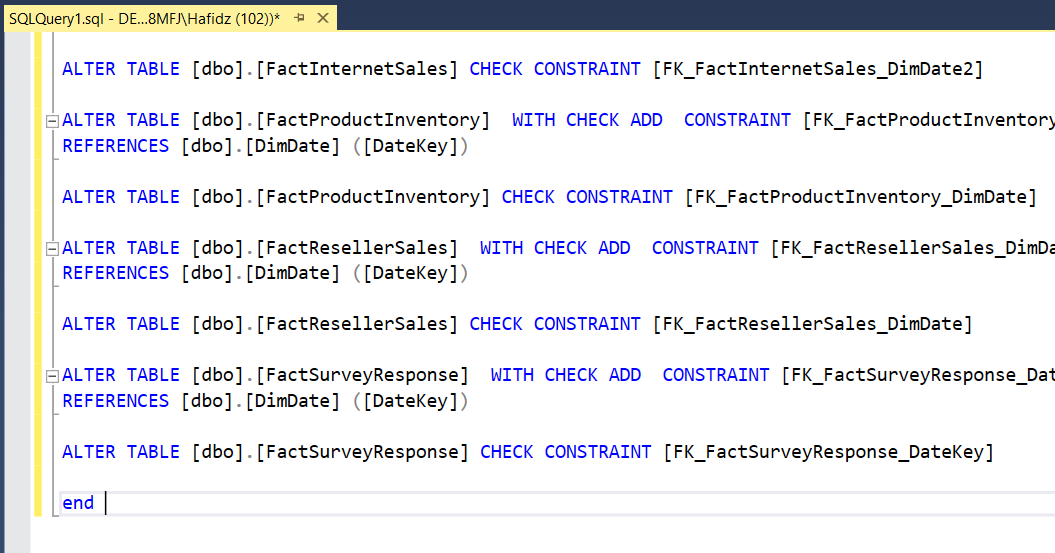 SQLQuery1.sql - DE...8MFJ\Hafidz (102))*
ALTER TABLE [dbo].[FactInternetSales] CHECK CONSTRAINT [FK_FactInternetSales_DimDate2]
ALTER TABLE [dbo].[FactProductInventory]  WITH CHECK ADD  CONSTRAINT [FK_FactProductInventory
REFERENCES [dbo].[DimDate] ([DateKey])
ALTER TABLE [dbo].[FactProductInventory] CHECK CONSTRAINT [FK_FactProductInventory_DimDate]
ALTER TABLE [dbo].[FactResellerSales]  WITH CHECK ADD  CONSTRAINT [FK_FactResellerSales_DimDa
REFERENCES [dbo].[DimDate] ([DateKey])
ALTER TABLE [dbo].[FactResellerSales] CHECK CONSTRAINT [FK_FactResellerSales_DimDate]
ALTER TABLE [dbo].[FactSurveyResponse]  WITH CHECK ADD  CONSTRAINT [FK_FactSurveyResponse_Dat
REFERENCES [dbo].[DimDate] ([DateKey])
ALTER TABLE [dbo].[FactSurveyResponse] CHECK CONSTRAINT [FK_FactSurveyResponse_DateKey]
end